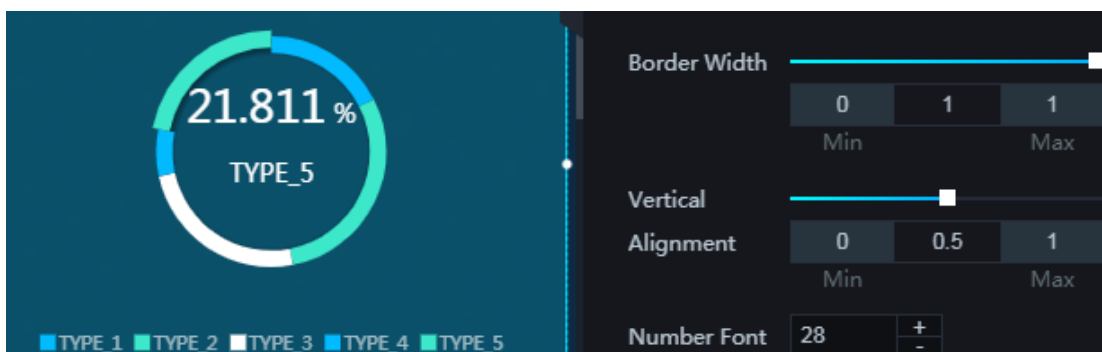 21.811 %
TYPE_5
TYPE_1 TYPE_2 TYPE_3 TYPE_4 TYPE_5
Border Width
0 1 1
Min Max
Vertical
Alignment 0 0.5 1
Min Max
Number Font 28 + -